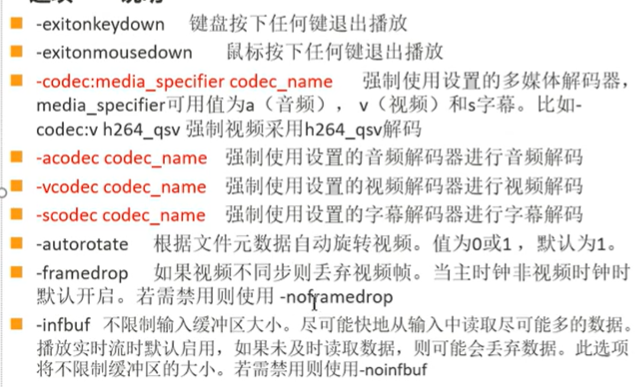 -exitonkeydown 键盘按下任何键退出播放
-exitonmousedown 鼠标按下任何键退出播放
-codec:media_specifier codec_name 强制使用设置的多媒体解码器，
media_specifier可用值为a（音频）， v（视频）和s字幕。比如-
codec:v h264_qsv 强制视频采用h264_qsv解码
-acodec codec_name 强制使用设置的音频解码器进行音频解码
-vcodec codec_name 强制使用设置的视频解码器进行视频解码
-scodec codec_name 强制使用设置的字幕解码器进行字幕解码
-autorotate 根据文件元数据自动旋转视频。值为0或1 ，默认为1。
-framedrop 如果视频不同步则丢弃视频帧。当主时钟非视频时钟时
默认开启。若需禁用则使用 -noframedrop
-infbuf 不限制输入缓冲区大小。尽可能快地从输入中读取尽可能多的数据。
播放实时流时默认启用，如果未及时读取数据，则可能会丢弃数据。此选项
将不限制缓冲区的大小。若需禁用则使用-noinfbuf